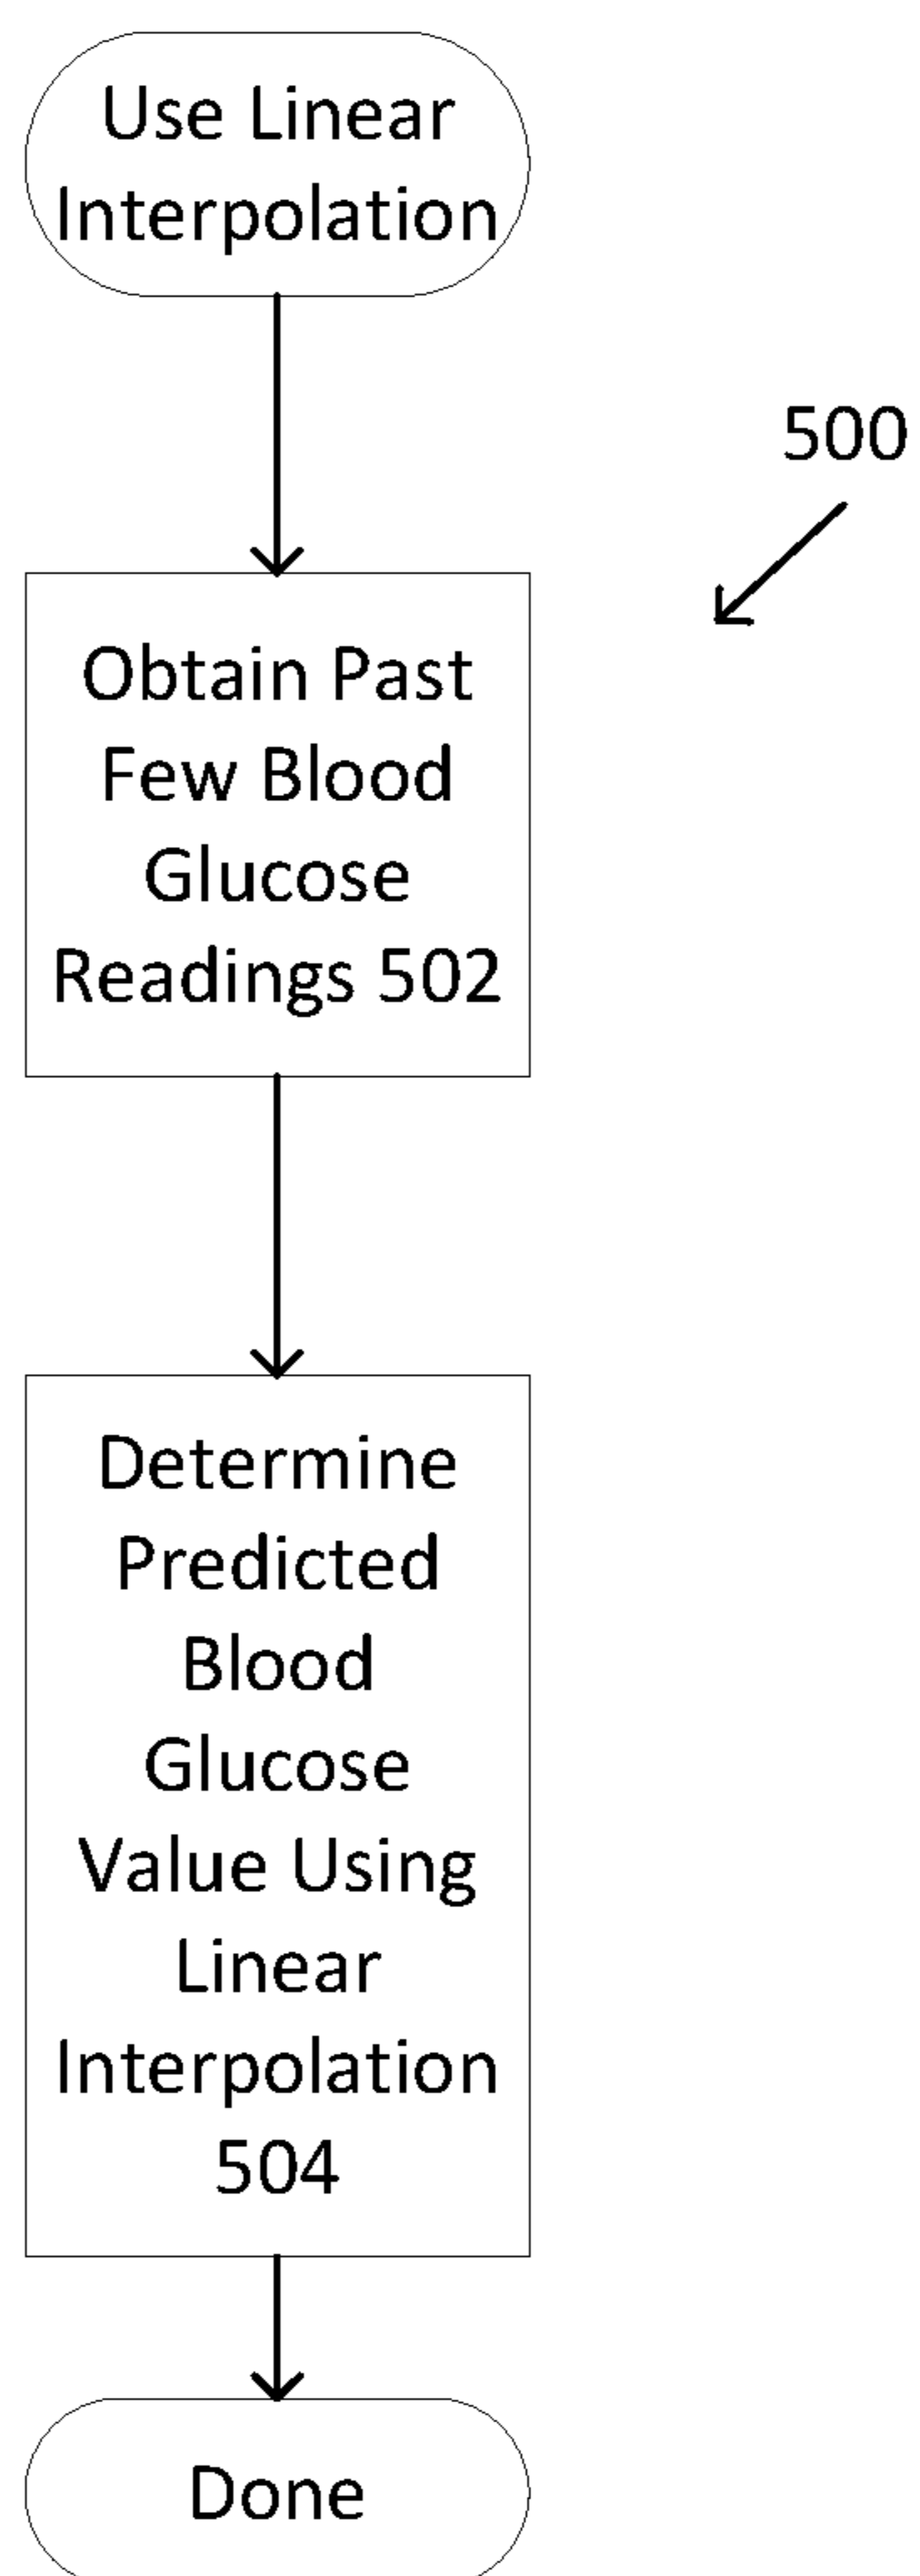 Use Linear
Interpolation
500
Obtain Past
Few Blood
Glucose
Readings 502
Determine
Predicted
Blood
Glucose
Value Using
Linear
Interpolation
504
Done